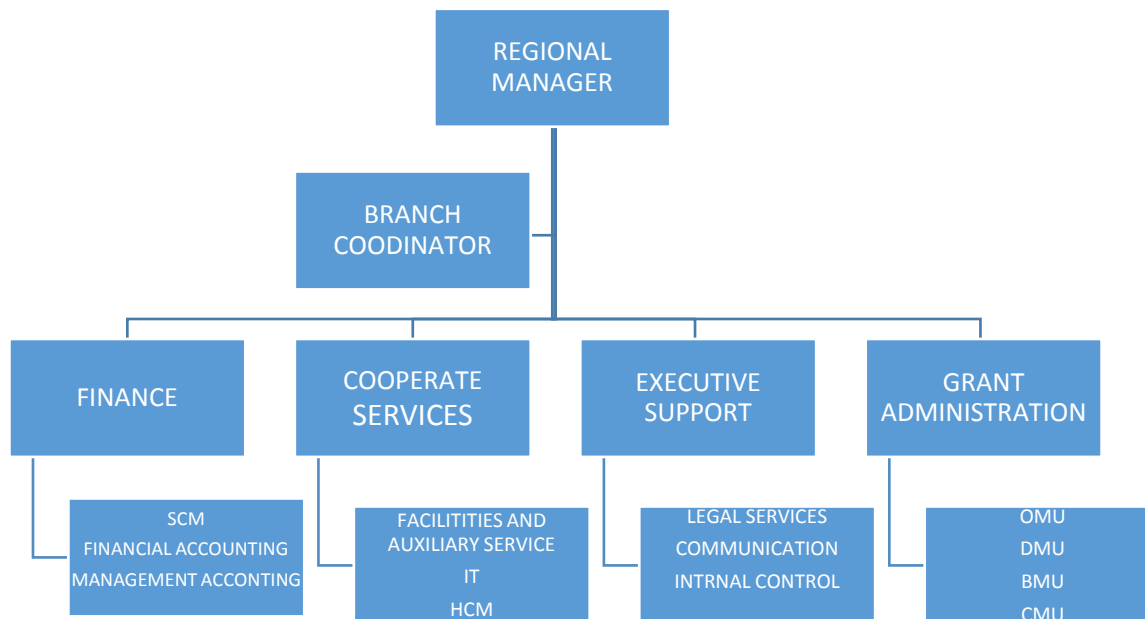 REGIONAL
MANAGER
BRANCH
COODINATOR
FINANCE
COOPERATE
SERVICES
EXECUTIVE
SUPPORT
GRANT
ADMINISTRATION
SCM
FINANCIAL ACCOUNTING
MANAGEMENT ACCONTING
FACILITITIES AND
AUXILIARY SERVICE
IT
HCM
LEGAL SERVICES
COMMUNICATION
INTRNAL CONTROL
OMU
DMU
BMU
CMU